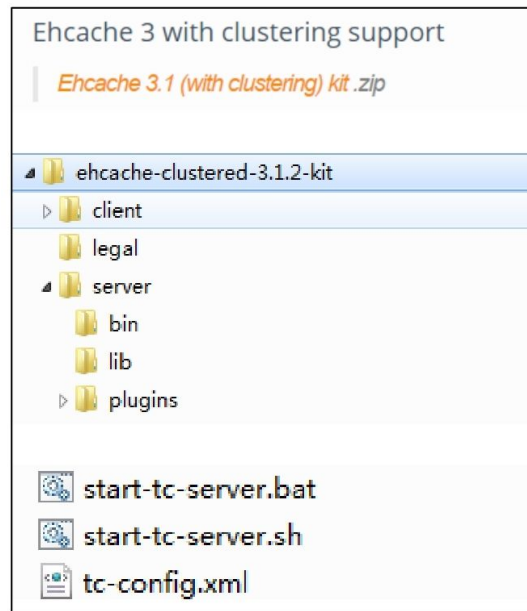 Ehcache 3 with clustering support
Ehcache 3.1 (with clustering) kit .zip
ehcache-clustered-3.1.2-kit
client
legal
server
bin
lib
plugins
start-tc-server.bat
start-tc-server.sh
tc-config.xml